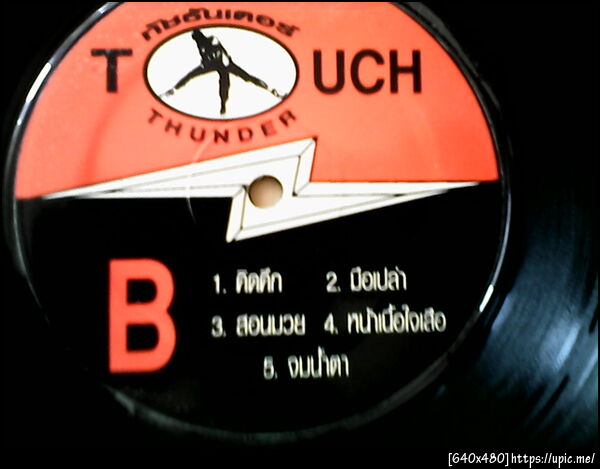 ทัชธันเดอร์
TOUCH
THUNDER
B
1. คิดคึก 2. มือเปล่า
3. สอนมวย 4. หน้าเนื้อใจเสือ
5. จมน้ำตา
[640x480]https://upic.me/